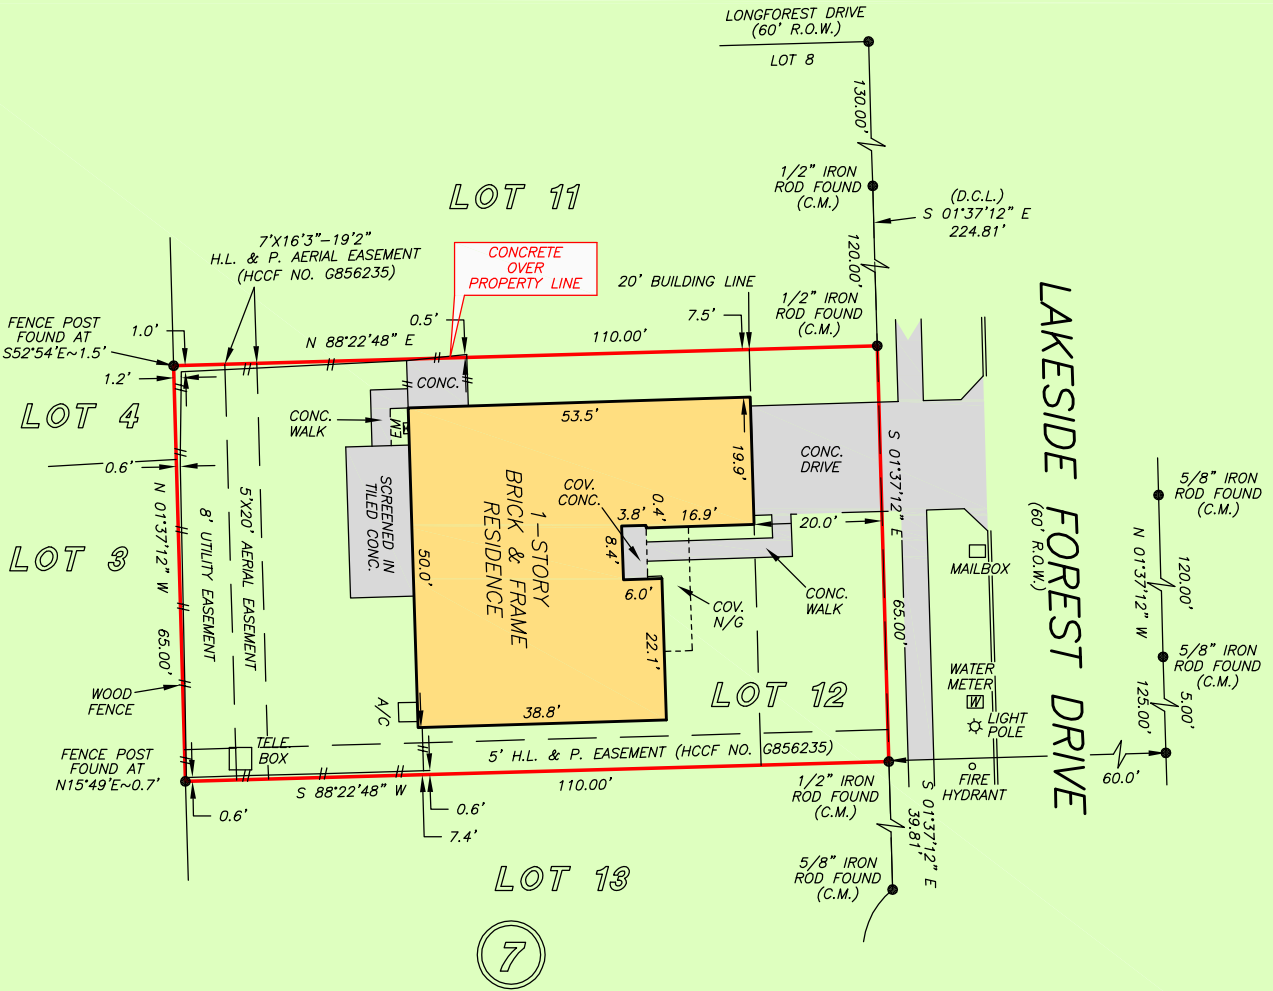 LONGFOREST DRIVE
(60' R.O.W.)
LOT 8
130.00'
1/2" IRON
ROD FOUND
(C.M.)
(D.C.L.)
S 01°37'12" E
224.81'
120.00'
LOT 11
7'X16'3"-19'2"
H.L. & P. AERIAL EASEMENT
(HCCF NO. G856235)
CONCRETE
OVER
PROPERTY LINE
20' BUILDING LINE
7.5'
1/2" IRON
ROD FOUND
(C.M.)
FENCE POST
FOUND AT
S52°54'E~1.5'
1.0'
N 88°22'48" E
0.5'
110.00'
1.2'
LOT 4
CONC.
WALK
CONC.
EM
53.5'
19.9'
CONC.
DRIVE
S 01°37'12" E
65.00'
LAKESIDE FOREST DRIVE
(60' R.O.W.)
0.6'
N 01°37'12" W
65.00'
LOT 3
8' UTILITY EASEMENT
5'X20' AERIAL EASEMENT
SCREENED IN
TILED CONC.
50.0'
1-STORY
BRICK & FRAME
RESIDENCE
COV.
CONC.
3.8'
0.4'
16.9'
20.0'
8.4'
6.0'
COV.
N/G
CONC.
WALK
22.1'
MAILBOX
5/8" IRON
ROD FOUND
(C.M.)
N 01°37'12" W
120.00'
5/8" IRON
ROD FOUND
(C.M.)
125.00'
5.00'
WATER
METER
W
LIGHT
POLE
FIRE
HYDRANT
60.0'
WOOD
FENCE
A/C
38.8'
LOT 12
FENCE POST
FOUND AT
N15°49'E~0.7'
TELE.
BOX
5' H.L. & P. EASEMENT (HCCF NO. G856235)
S 88°22'48" W
110.00'
0.6'
0.6'
7.4'
1/2" IRON
ROD FOUND
(C.M.)
S 01°37'12" E
39.81'
5/8" IRON
ROD FOUND
(C.M.)
LOT 13
7